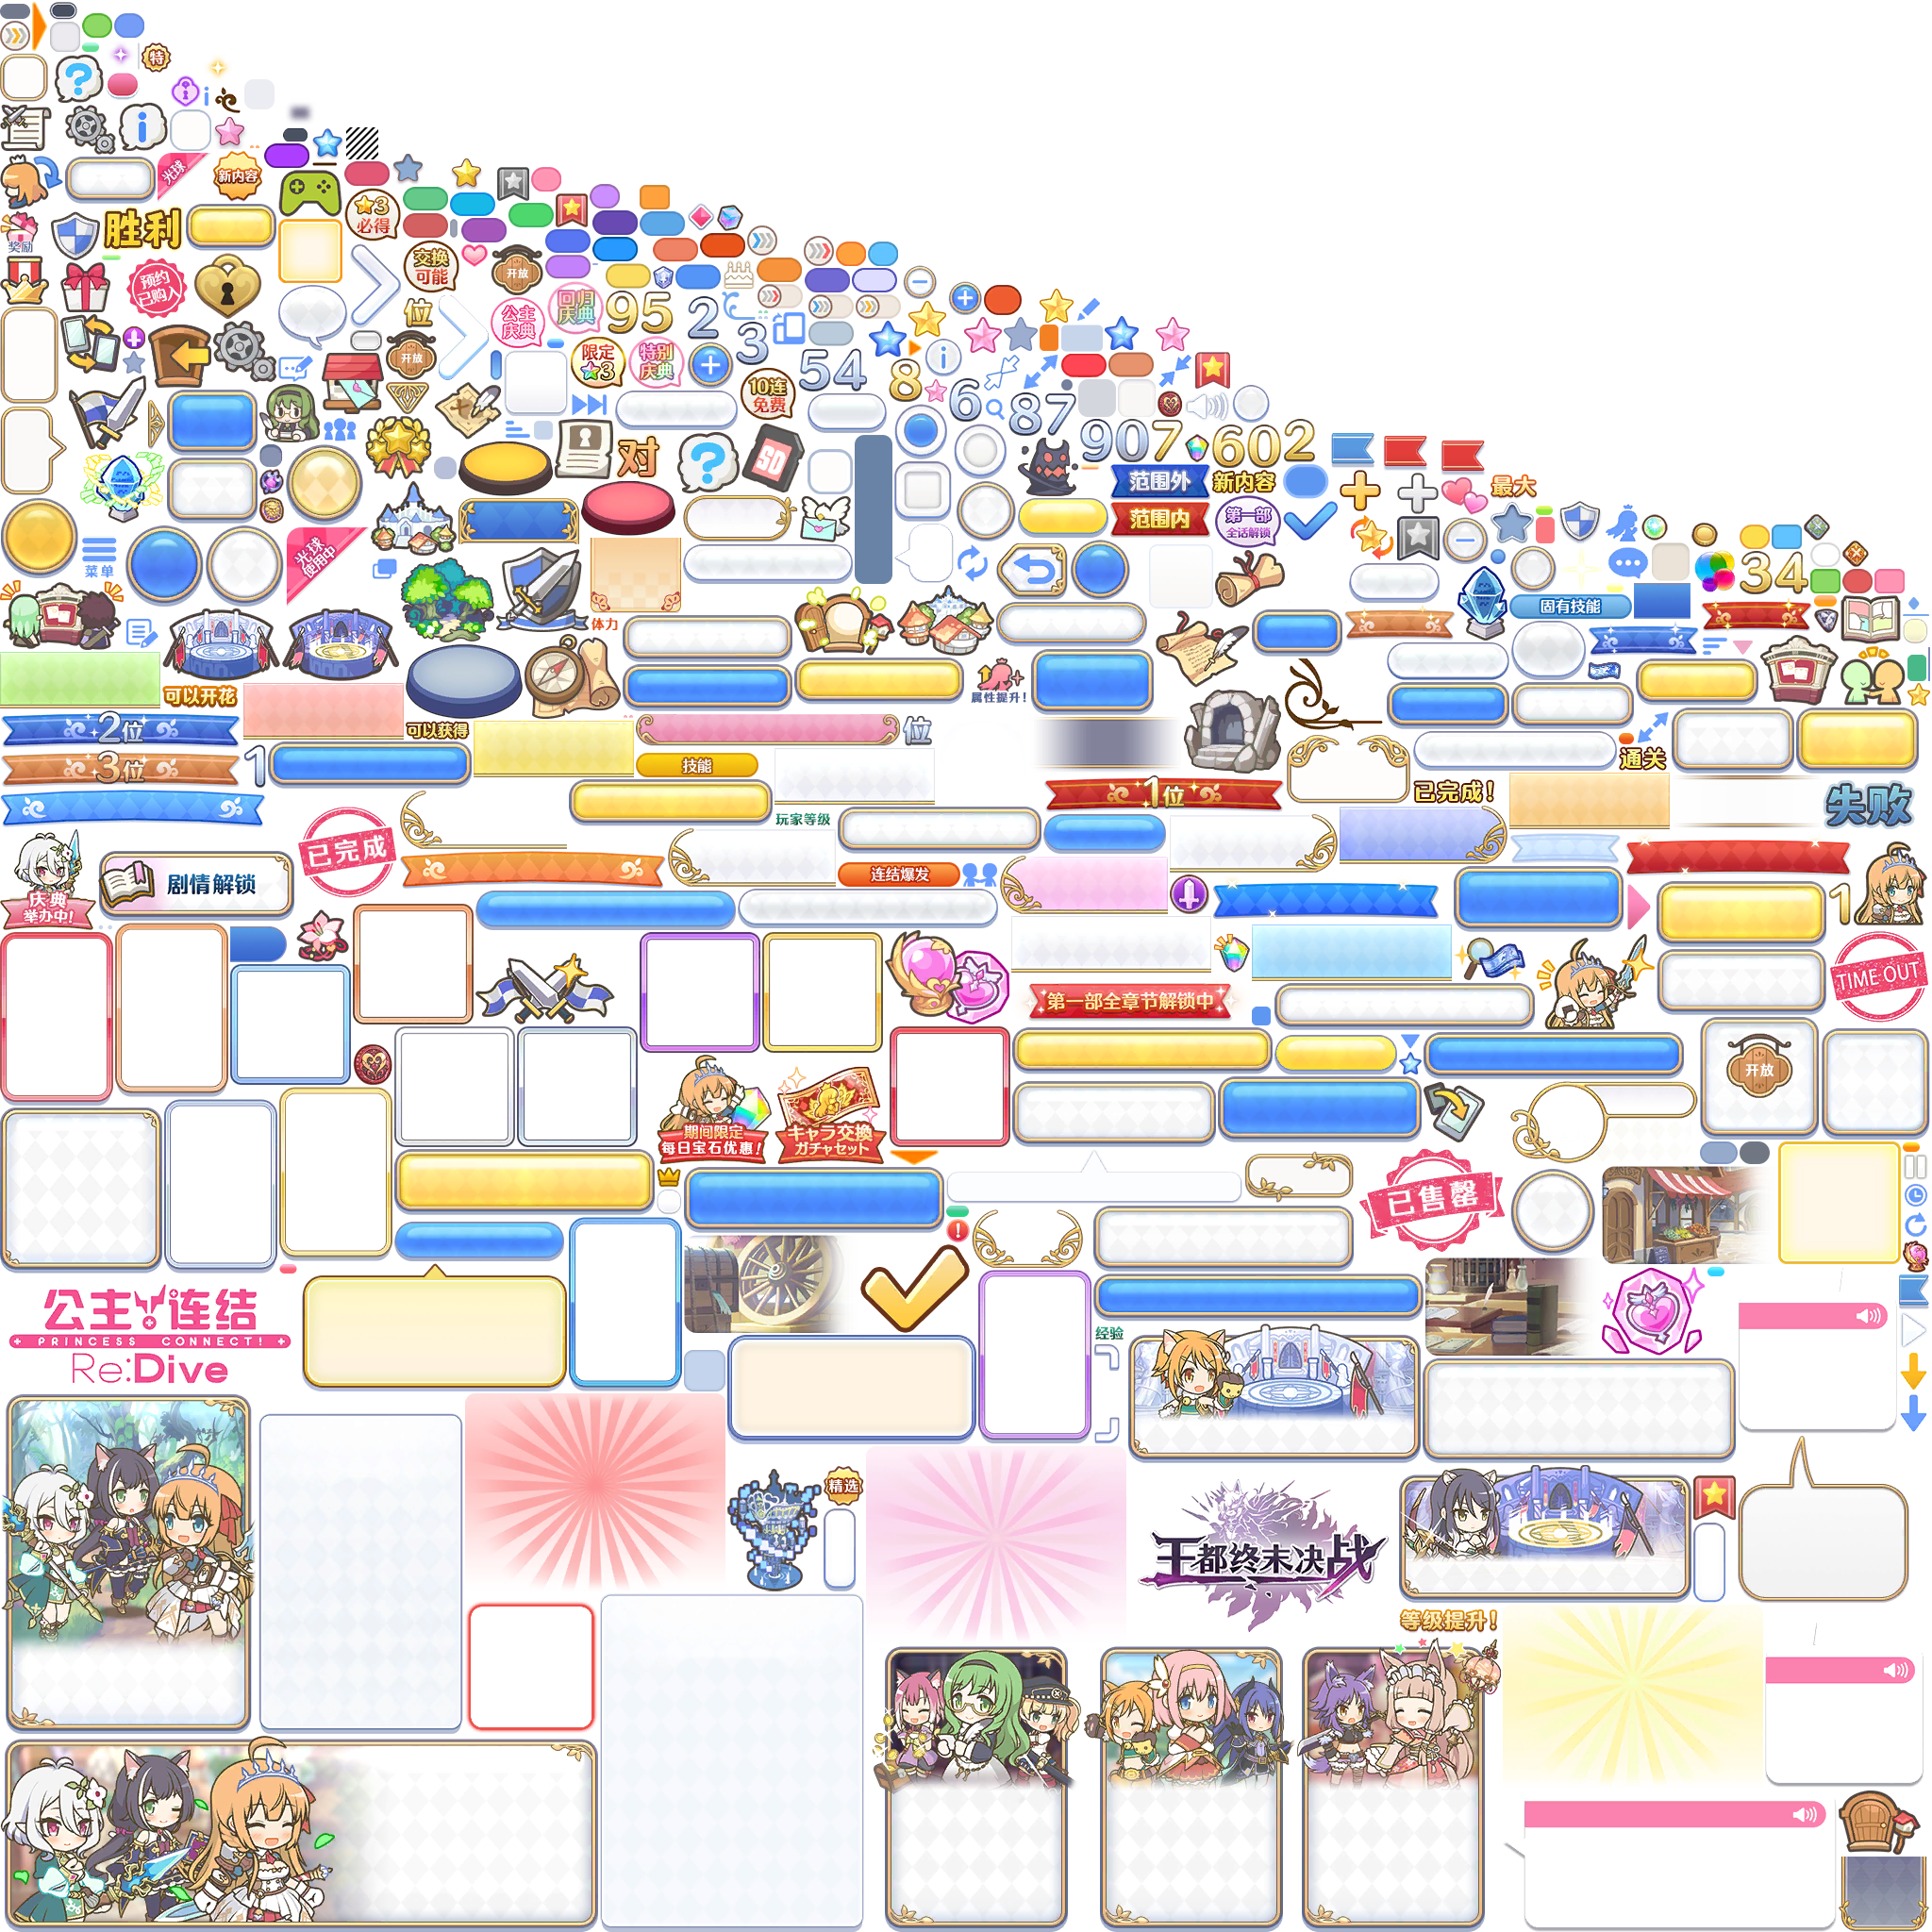 特
光球
新内容
胜利
奖励
★3
必得
交换
可能
开放
预约
已购入
位
公主
庆典
回归
庆典
95
2
3
限定
★3
特别
庆典
开放
10连
免费
54
8
6
87
907
602
对
SD
范围外
新内容
范围内
第一部
全话解锁
最大
光球
使用中
菜单
体力
34
固有技能
属性提升!
可以开花
可以获得
2位
位
3位
1
技能
通关
1位
已完成!
玩家等级
失败
已完成
庆典
举办中!
剧情解锁
连结爆发
1
第一部全章节解锁中
TIME OUT
开放
期间限定
每日宝石优惠!
キャラ交換
ガチャセット
已售罄
公主连结
PRINCESS CONNECT!
Re:Dive
经验
精选
王都终末决战
等级提升!